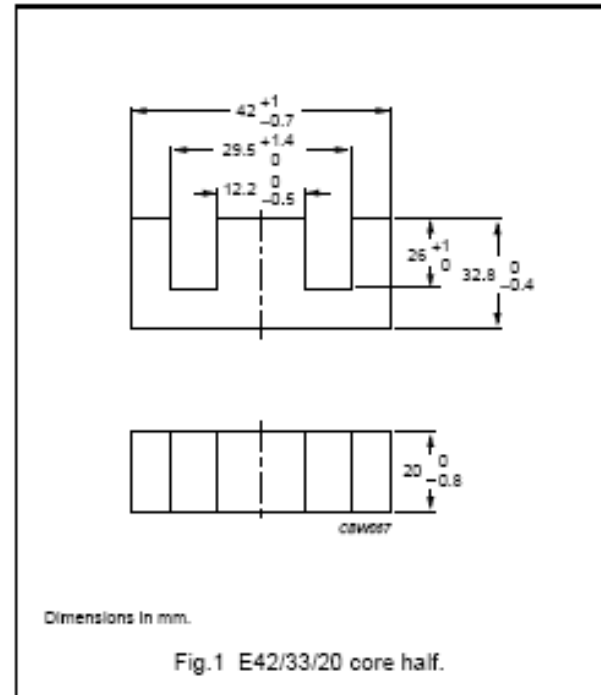 42 +1 −0.7
29.5 +1.4 0
12.2 0 −0.5
26 +1 0
32.8 0 −0.4
20 0 −0.8
CBW667
Dimensions in mm.
Fig.1 E42/33/20 core half.